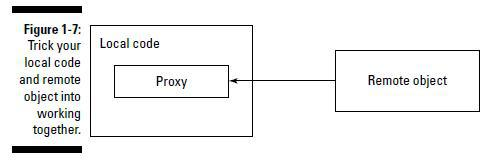 Figure 1-7:
Trick your
local code
and remote
object into
working
together.
Local code
Proxy
Remote object